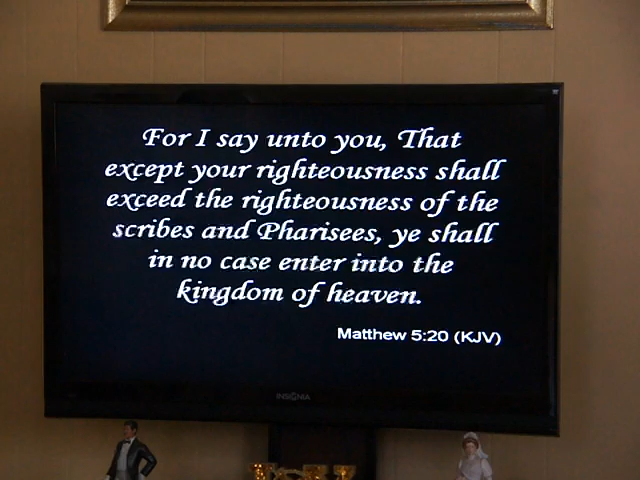 For I say unto you, That
except your righteousness shall
exceed the righteousness of the
scribes and Pharisees, ye shall
in no case enter into the
kingdom of heaven.
Matthew 5:20 (KJV)
INSIGNIA